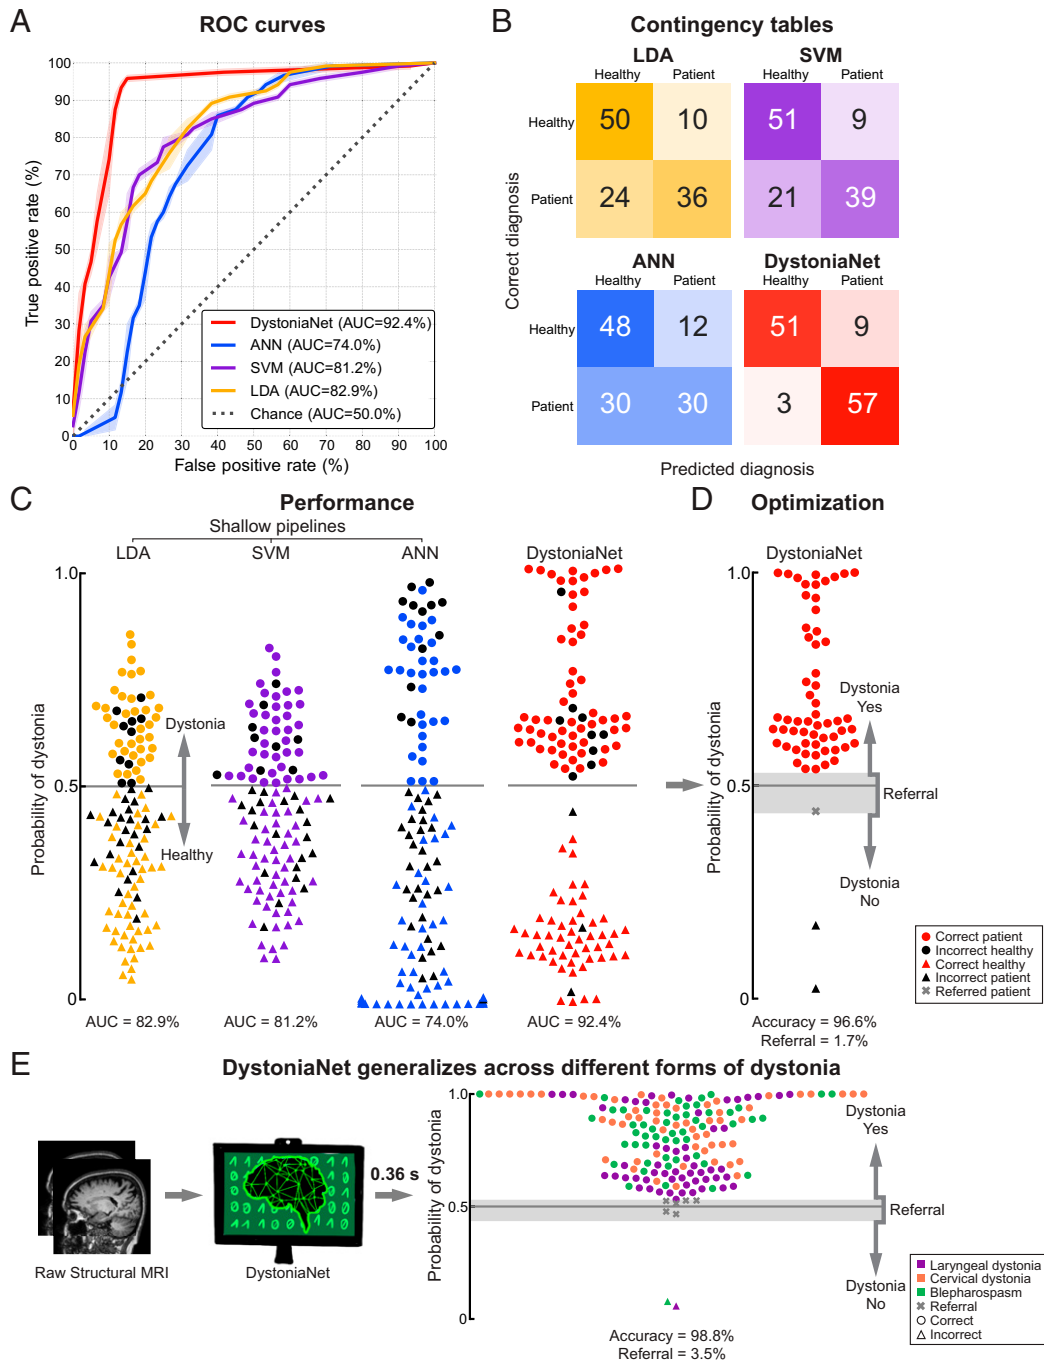 A
ROC curves
100
90
80
70
60
50
40
30
20
10
0
True positive rate (%)
0 10 20 30 40 50 60 70 80 90 100
False positive rate (%)
DystoniaNet (AUC=92.4%)
ANN (AUC=74.0%)
SVM (AUC=81.2%)
LDA (AUC=82.9%)
Chance (AUC=50.0%)
B
Contingency tables
LDA
SVM
Healthy Patient
Healthy Patient
Healthy
50 10
51 9
Patient
24 36
21 39
Correct diagnosis
ANN
DystoniaNet
Healthy Patient
Healthy Patient
Healthy
48 12
51 9
Patient
30 30
3 57
Predicted diagnosis
C
Performance
Shallow pipelines
LDA
SVM
ANN
DystoniaNet
1.0
0.5
0
Probability of dystonia
Dystonia
Healthy
AUC = 82.9%
AUC = 81.2%
AUC = 74.0%
AUC = 92.4%
D
Optimization
DystoniaNet
1.0
0.5
0
Probability of dystonia
Dystonia
Yes
Referral
Dystonia
No
Accuracy = 96.6%
Referral = 1.7%
Correct patient
Incorrect healthy
Correct healthy
Incorrect patient
Referred patient
E
DystoniaNet generalizes across different forms of dystonia
Raw Structural MRI
DystoniaNet
0.36 s
1.0
0.5
0
Probability of dystonia
Dystonia
Yes
Referral
Dystonia
No
Accuracy = 98.8%
Referral = 3.5%
Laryngeal dystonia
Cervical dystonia
Blepharospasm
Referral
Correct
Incorrect